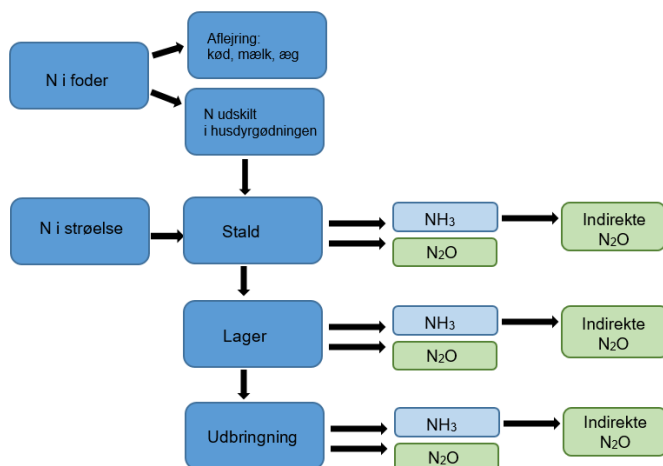 Aflejring:
kød, mælk, æg
N i foder
N udskilt
i husdyrgødningen
N i strøelse
Stald
NH₃
N₂O
Indirekte
N₂O
Lager
NH₃
N₂O
Indirekte
N₂O
Udbringning
NH₃
N₂O
Indirekte
N₂O